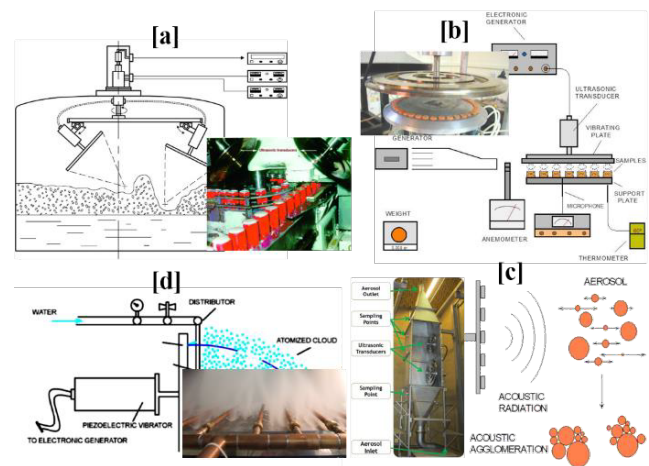 [a]
[b]
ELECTRONIC
GENERATOR
ULTRASONIC
TRANSDUCER
VIBRATING
PLATE
SAMPLES
SUPPORT
PLATE
GENERATOR
MICROPHONE
WEIGHT
ANEMOMETER
THERMOMETER
[d]
DISTRIBUTOR
WATER
ATOMIZED CLOUD
PIEZOELECTRIC VIBRATOR
TO ELECTRONIC GENERATOR
[c]
Aerosol
Outlet
Sampling
Points
Ultrasonic
Transducers
Sampling
Point
Aerosol
Inlet
AEROSOL
ACOUSTIC
RADIATION
ACOUSTIC
AGGLOMERATION